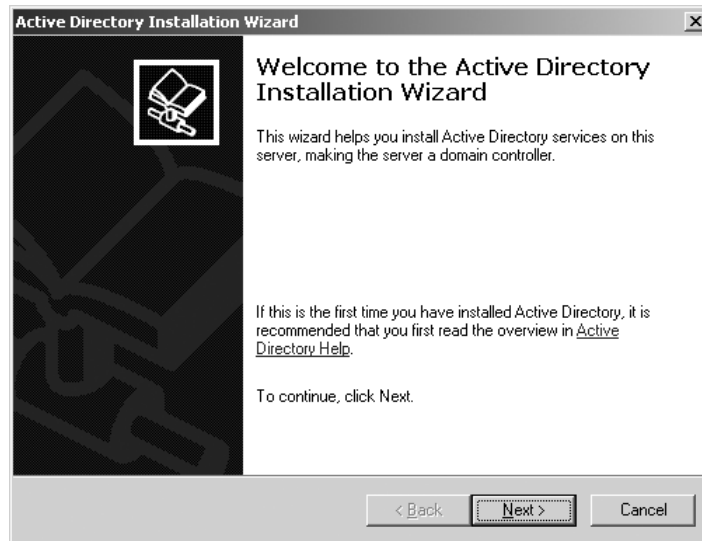 Active Directory Installation Wizard
Welcome to the Active Directory
Installation Wizard
This wizard helps you install Active Directory services on this
server, making the server a domain controller.
If this is the first time you have installed Active Directory, it is
recommended that you first read the overview in Active
Directory Help.
To continue, click Next.
< Back
Next >
Cancel